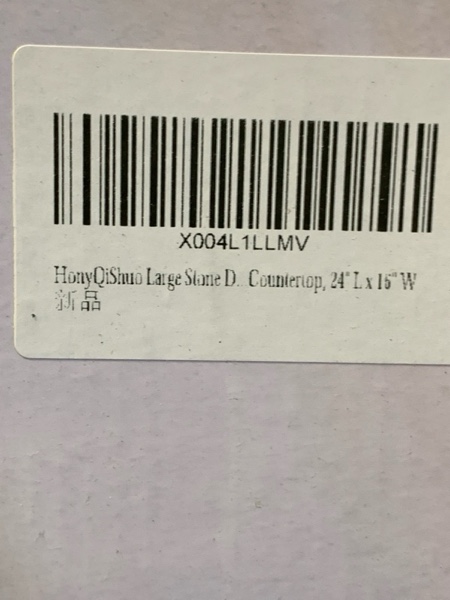 X004L1LLMV
HonyQiShuo Large Stone D... Countertop, 24" L x 16" W
新品